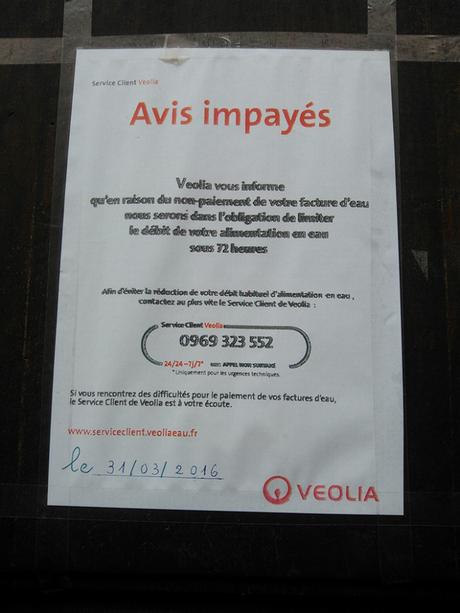 Service Client Veolia
Avis impayés
Veolia vous informe
qu'en raison du non-paiement de votre facture d'eau
nous serons dans l'obligation de limiter
le débit de votre alimentation en eau
sous 72 heures
Afin d'éviter la réduction de votre débit habituel d'alimentation en eau,
contactez au plus vite le Service Client de Veolia :
Service Client Veolia
0969 323 552
24/24 - 7j/7* APPEL NON SURTAXÉ
*Uniquement pour les urgences techniques.
Si vous rencontrez des difficultés pour le paiement de vos factures d'eau,
le Service Client de Veolia est à votre écoute.
www.serviceclient.veoliaeau.fr
le 31/03/2016
VEOLIA